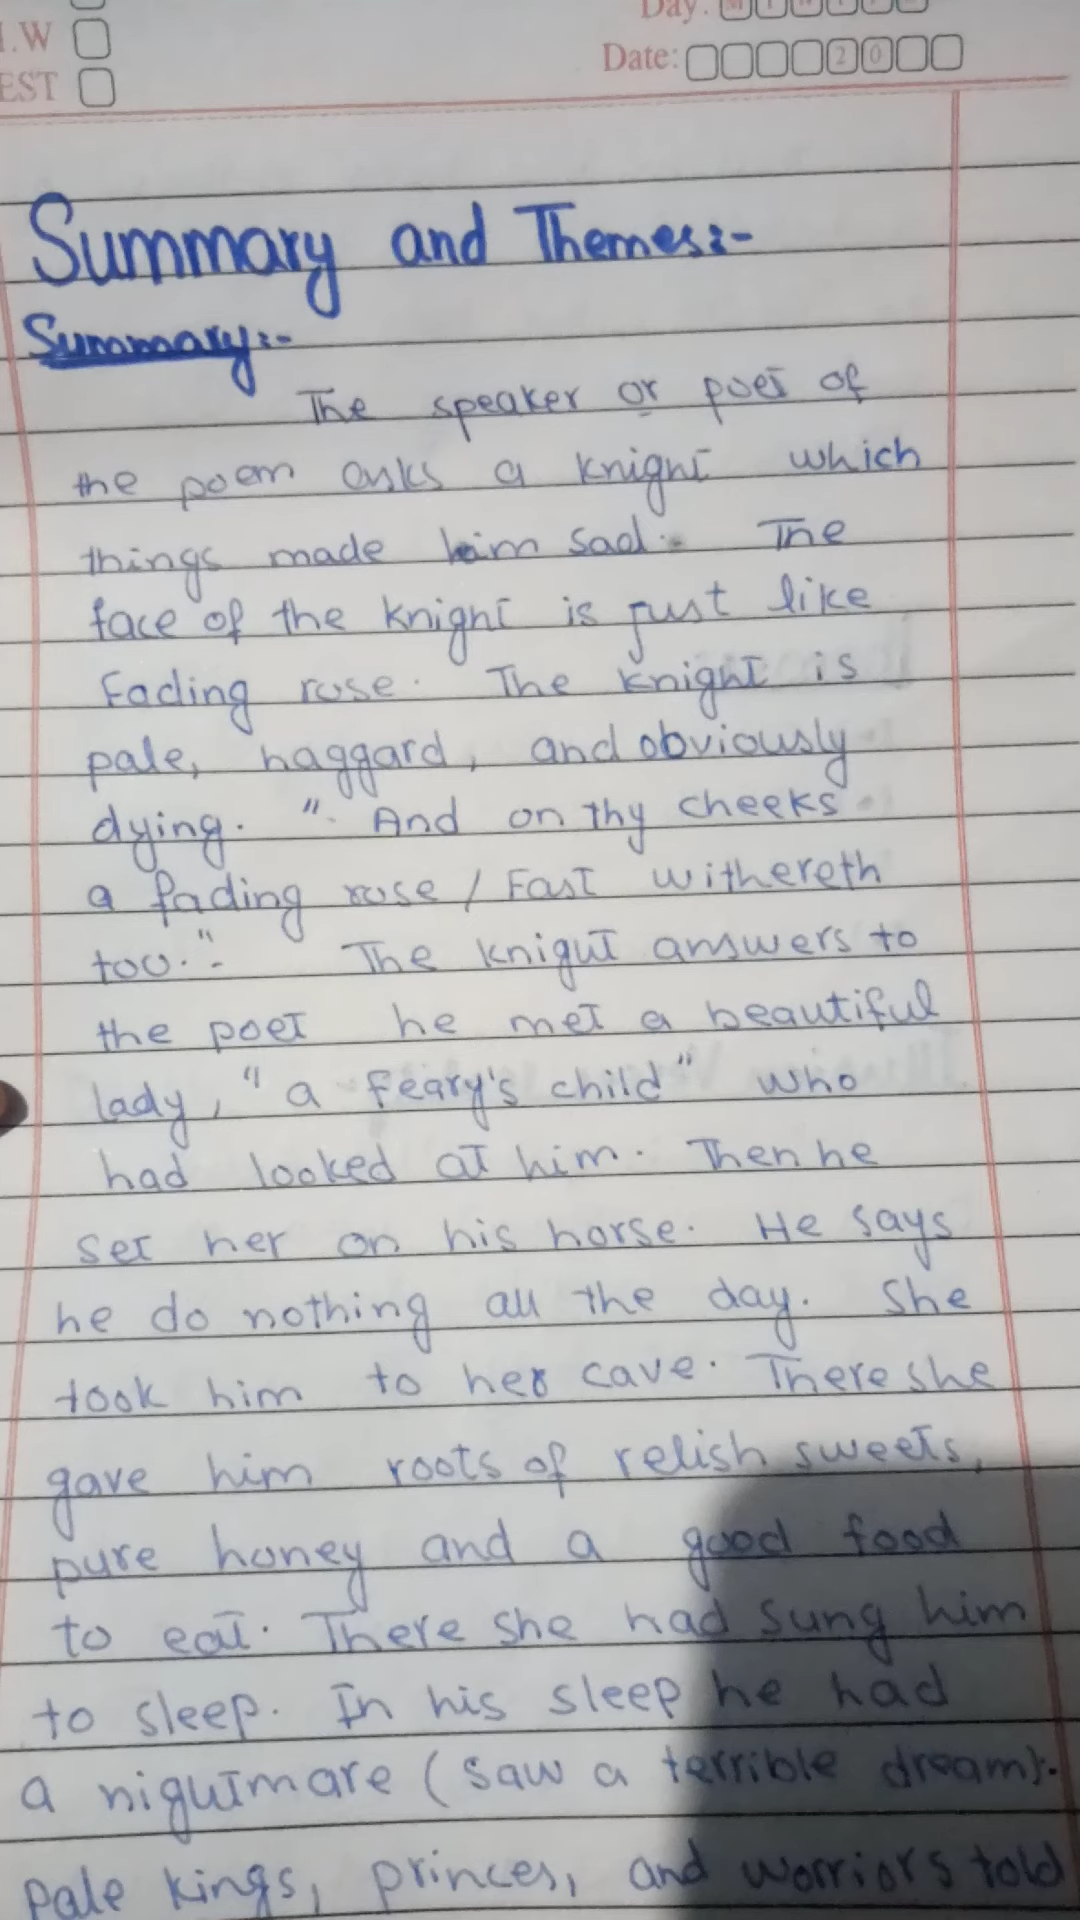 .W
Day:
EST
Date: 2 0
Summary and Themes:-
Summary:-
The speaker or poet of
the poem asks a knight which
things made him sad. The
face of the knight is just like
Fading rose. The knight is
pale, haggard, and obviously
dying. " And on thy cheeks
a fading rose / Fast withereth
too." The knight answers to
the poet he met a beautiful
lady, "a feary's child" who
had looked at him. Then he
set her on his horse. He says
he do nothing all the day. She
took him to her cave. There she
gave him roots of relish sweets,
pure honey and a good food
to eat. There she had sung him
to sleep. In his sleep he had
a nightmare (saw a terrible dream).
pale kings, princes, and worriors told